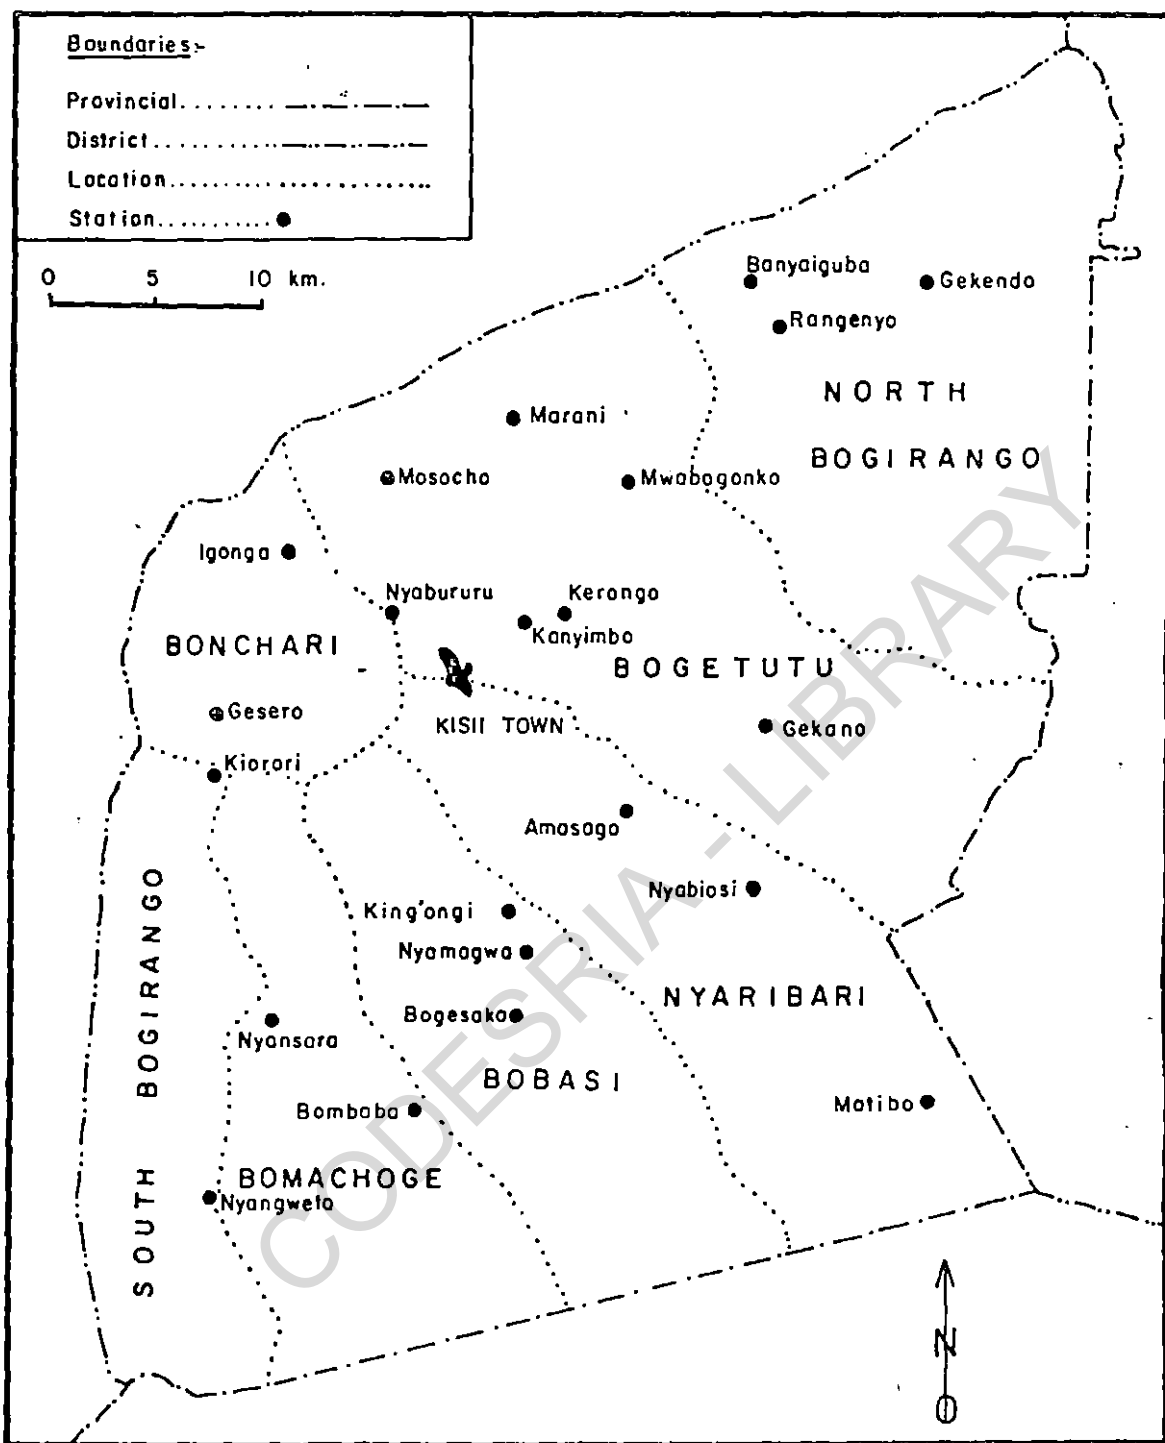 Boundaries:-
Provincial
District
Location
Station
0 5 10 km.
Banyaiguba
Gekendo
Rangenyo
NORTH
Marani
BOGIRANGO
Mosocho
Mwabogonko
Igonga
Nyabururu
Kerongo
Kanyimbo
BONCHARI
BOGETUTU
Gesero
KISII TOWN
Gekano
Kiorori
Amasago
Nyabiosi
King'ongi
Nyamagwa
NYARIBARI
Bogesaka
Nyansara
BOBASI
Bombaba
Matibo
BOMACHOGE
Nyangweta
SOUTH BOGIRANGO
N
CODESRIA - LIBRARY